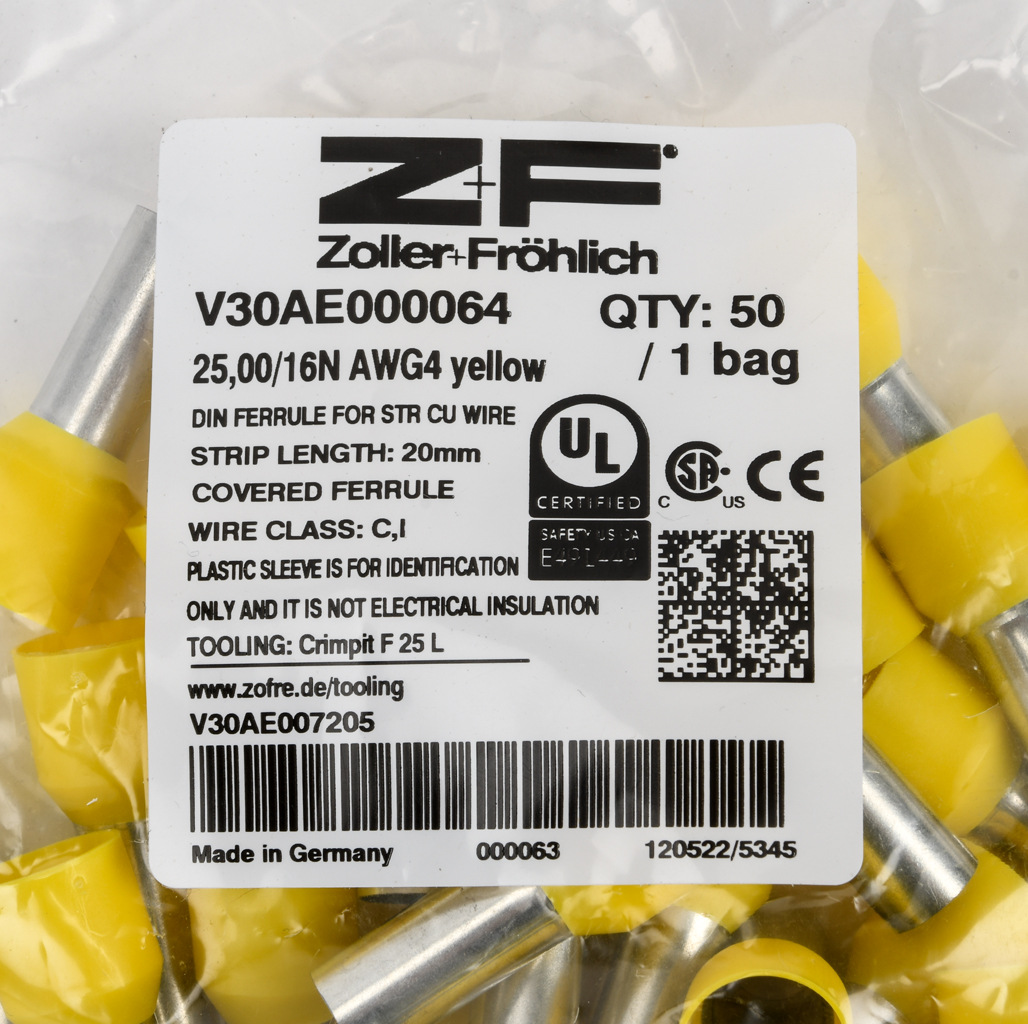 Z+F
Zoller+Fröhlich
V30AE000064 QTY: 50
25,00/16N AWG4 yellow / 1 bag
DIN FERRULE FOR STR CU WIRE
STRIP LENGTH: 20mm
COVERED FERRULE
WIRE CLASS: C,I
PLASTIC SLEEVE IS FOR IDENTIFICATION
ONLY AND IT IS NOT ELECTRICAL INSULATION
TOOLING: Crimpit F 25 L
www.zofre.de/tooling
V30AE007205
UL
CERTIFIED
SAFETY US CA
C SA US CE
Made in Germany 000063 120522/5345